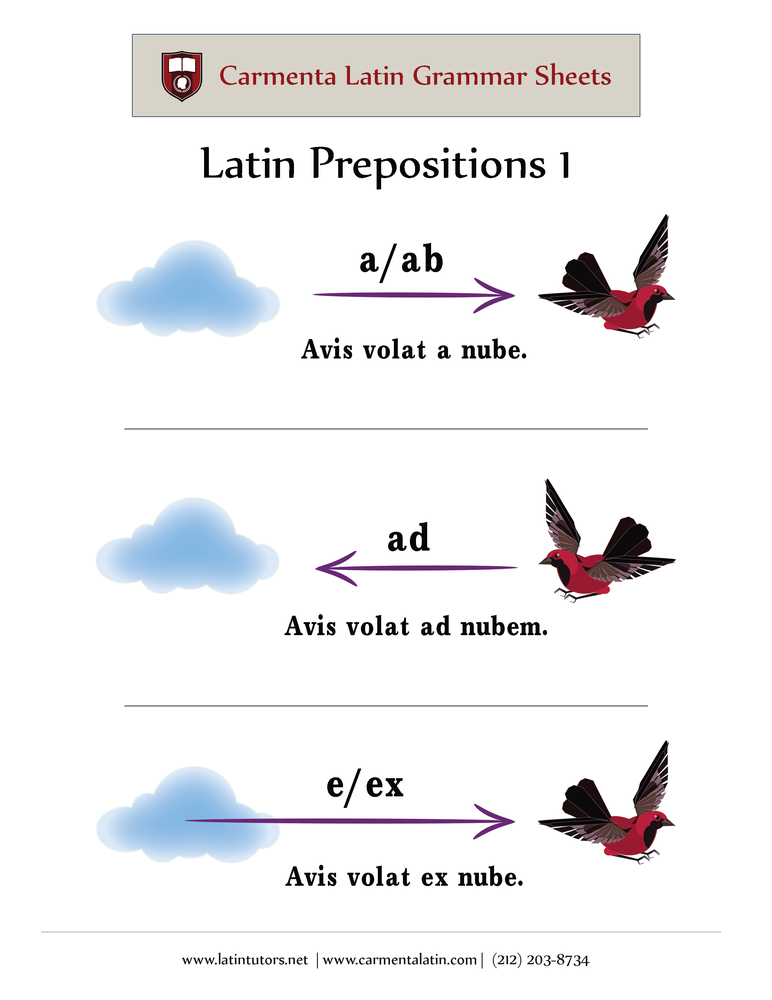 Carmenta Latin Grammar Sheets
Latin Prepositions 1
a/ab
Avis volat a nube.
ad
Avis volat ad nubem.
e/ex
Avis volat ex nube.
www.latintutors.net | www.carmentalatin.com | (212) 203-8734